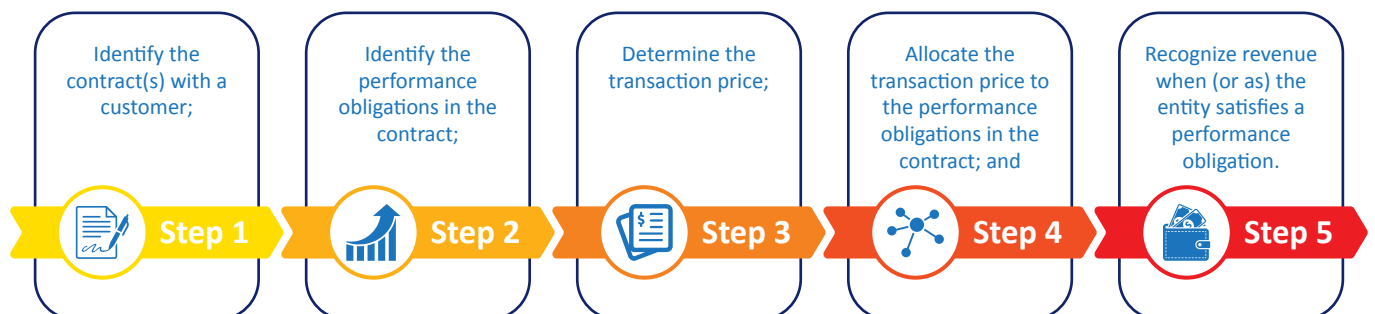 Identify the
contract(s) with a
customer;
Step 1
Identify the
performance
obligations in the
contract;
Step 2
Determine the
transaction price;
$
Step 3
Allocate the
transaction price to
the performance
obligations in the
contract; and
Step 4
Recognize revenue
when (or as) the
entity satisfies a
performance
obligation.
Step 5